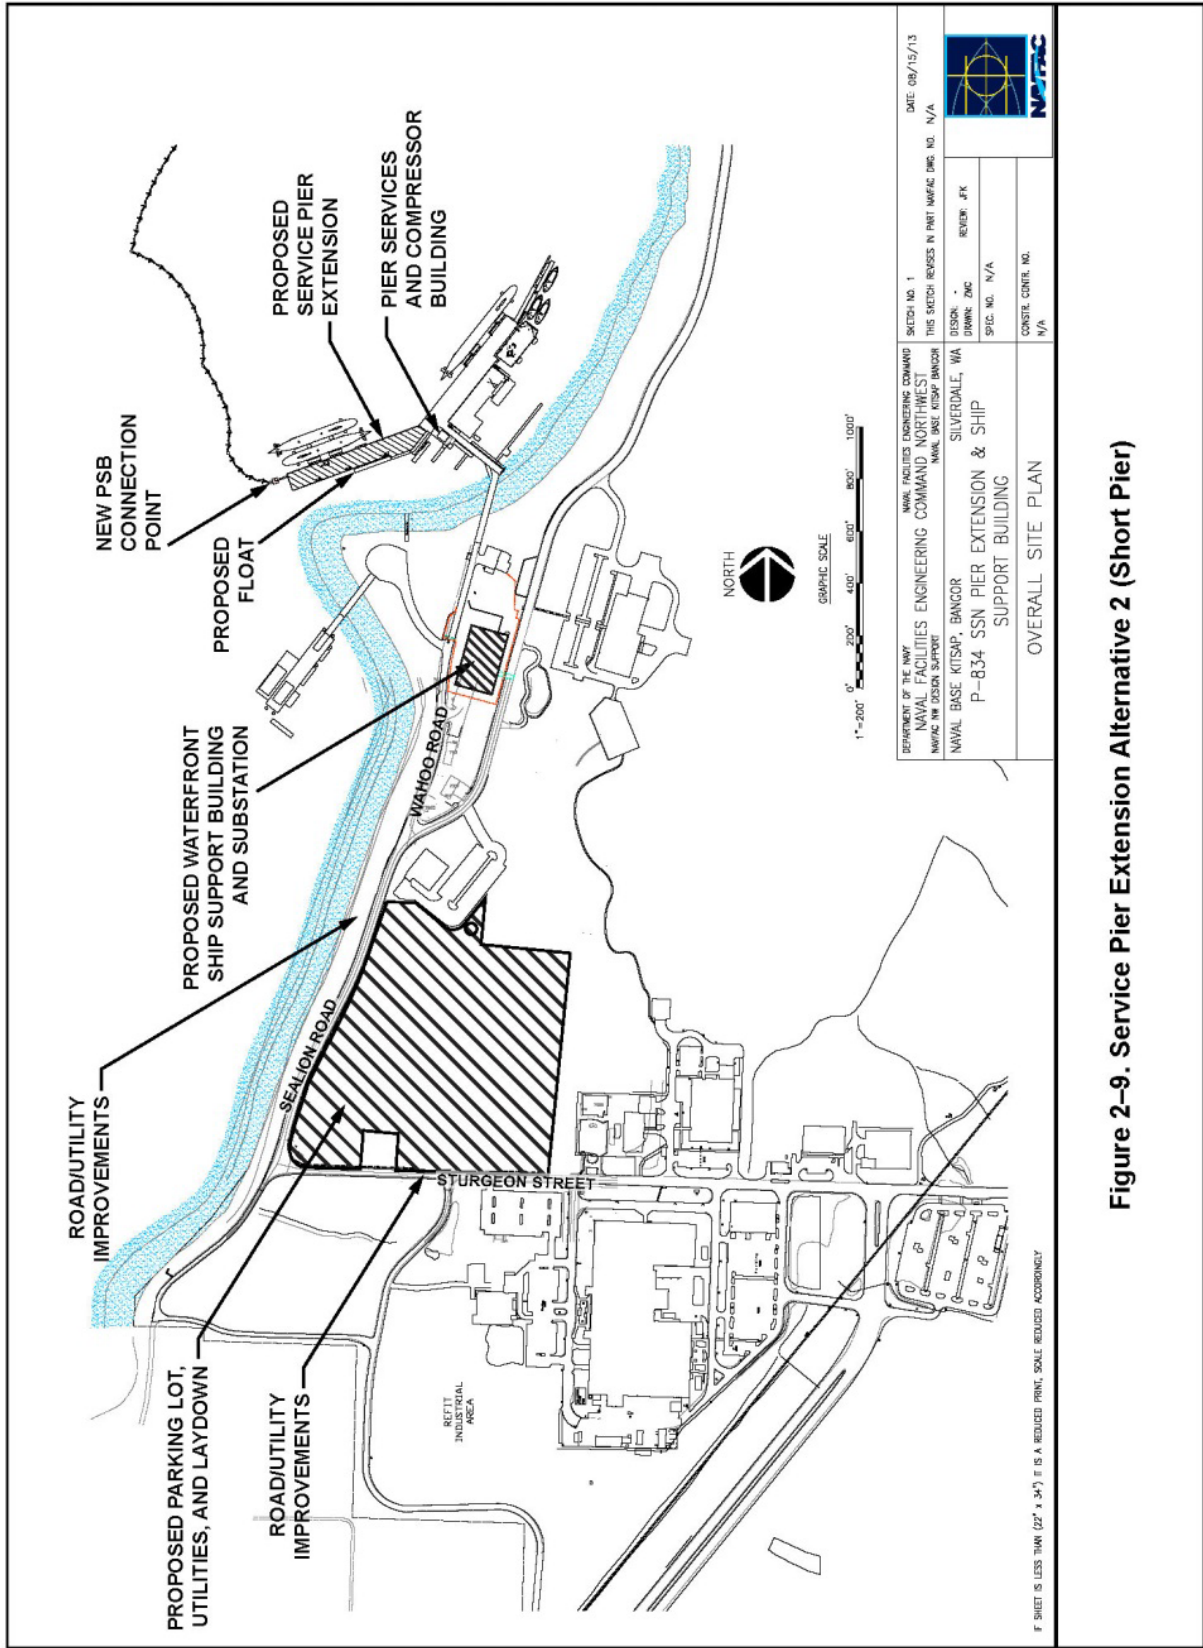 NEW PSB
CONNECTION
POINT
PROPOSED
SERVICE PIER
EXTENSION
PIER SERVICES
AND COMPRESSOR
BUILDING
PROPOSED
FLOAT
PROPOSED WATERFRONT
SHIP SUPPORT BUILDING
AND SUBSTATION
ROAD/UTILITY
IMPROVEMENTS
PROPOSED PARKING LOT,
UTILITIES, AND LAYDOWN
ROAD/UTILITY
IMPROVEMENTS
WAHOO ROAD
SEALION ROAD
STURGEON STREET
REFIT
INDUSTRIAL
AREA
NORTH
GRAPHIC SCALE
1"=200'
0' 200' 400' 600' 800' 1000'
DEPARTMENT OF THE NAVY NAVAL FACILITIES ENGINEERING COMMAND
NAVAL FACILITIES ENGINEERING COMMAND NORTHWEST
NAVFAC NW DESIGN SUPPORT NAVAL BASE KITSAP BANGOR
NAVAL BASE KITSAP, BANGOR SILVERDALE, WA
P-834 SSN PIER EXTENSION & SHIP
SUPPORT BUILDING
OVERALL SITE PLAN
SKETCH NO. 1 DATE: 08/15/13
THIS SKETCH REVISES IN PART NAVFAC DWG. NO. N/A
DESIGN: -
DRAWN: ZMC REVIEW: JFK
SPEC. NO. N/A
CONSTR. CONTR. NO.
N/A
NAVFAC
IF SHEET IS LESS THAN (22" x 34") IT IS A REDUCED PRINT, SCALE REDUCED ACCORDINGLY
Figure 2–9. Service Pier Extension Alternative 2 (Short Pier)